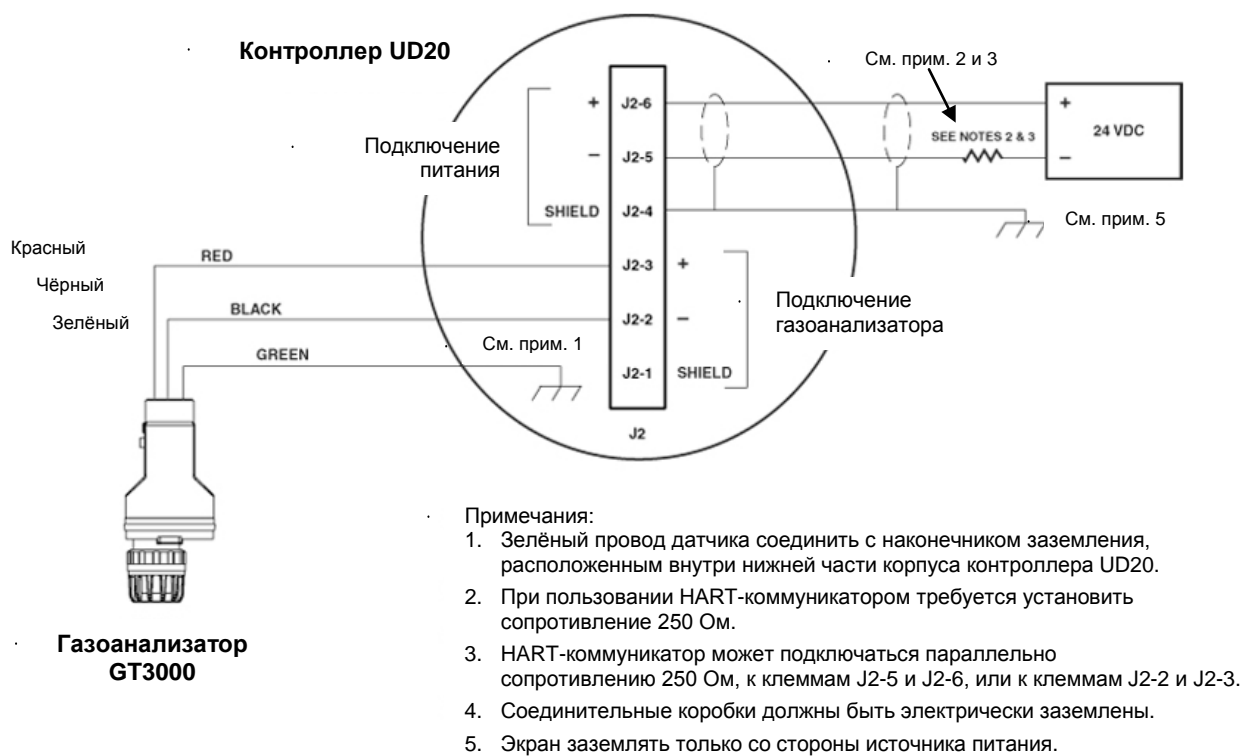 Контроллер UD20
См. прим. 2 и 3
+ J2-6
+
SEE NOTES 2 & 3
24 VDC
Подключение
питания
− J2-5
−
SHIELD J2-4
См. прим. 5
Красный
RED
J2-3 +
Чёрный
BLACK
J2-2 −
Подключение
газоанализатора
Зелёный
GREEN
См. прим. 1
J2-1 SHIELD
J2
Газоанализатор
GT3000
Примечания:
1. Зелёный провод датчика соединить с наконечником заземления,
расположенным внутри нижней части корпуса контроллера UD20.
2. При пользовании HART-коммуникатором требуется установить
сопротивление 250 Ом.
3. HART-коммуникатор может подключаться параллельно
сопротивлению 250 Ом, к клеммам J2-5 и J2-6, или к клеммам J2-2 и J2-3.
4. Соединительные коробки должны быть электрически заземлены.
5. Экран заземлять только со стороны источника питания.